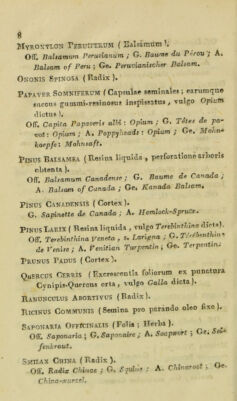 8
MYRONYLON PERUIFERUM ( Balsamum ).
Off. Balsamum Peruvianum ; G. Baume du Pérou ; A.
Balsam of Peru ; Ge. Peruvianischer Balsam.
ONONIS SPINOSA ( Radix ).
PAPAVER SOMNIFERUM ( Capsulae seminales ; earumque
succus gummi-resinosus inspissatus , vulgo Opium
dictus ).
Off. Capita Papaveris albi : Opium ; G. Têtes de pa-
vot : Opium ; A. Poppyheads : Opium ; Ge. Mohn-
koepfe : Mohnsaft.
PINUS BALSAMEA ( Resina liquida , perforatione arboris
obtenta ).
Off. Balsamum Canadense ; G. Baume de Canada ;
A. Balsam of Canada ; Ge. Kanada Balsam.
PINUS CANADENSIS ( Cortex ).
G. Sapinette de Canada ; A. Hemlock-Spruce.
PINUS LARIX ( Resina liquida , vulgo Terebinthina dicta).
Off. Terebinthina Veneta , s. Larigna ; G. Térébenthine
de Venise ; A. Venitian Turpentin ; Ge. Terpentin.
PRUNUS PADUS ( Cortex ).
QUERCUS CERRIS ( Excrescentia foliorum ex punctura
Cynipis-Quercus orta , vulgo Galla dicta).
RANUNCULUS ABORTIVUS ( Radix ).
RICINUS COMMUNIS ( Semina pro parando oleo fixo ).
SAPONARIA OFFICINALIS ( Folia ; Herba ).
Off. Saponaria ; G. Saponaire ; A. Soapwort ; Ge. Sei-
fenkraut.
SMILAX CHINA ( Radix ).
Off. Radix Chinae ; G. Squine ; A. Chinaroot ; Ge.
China-wurzel.